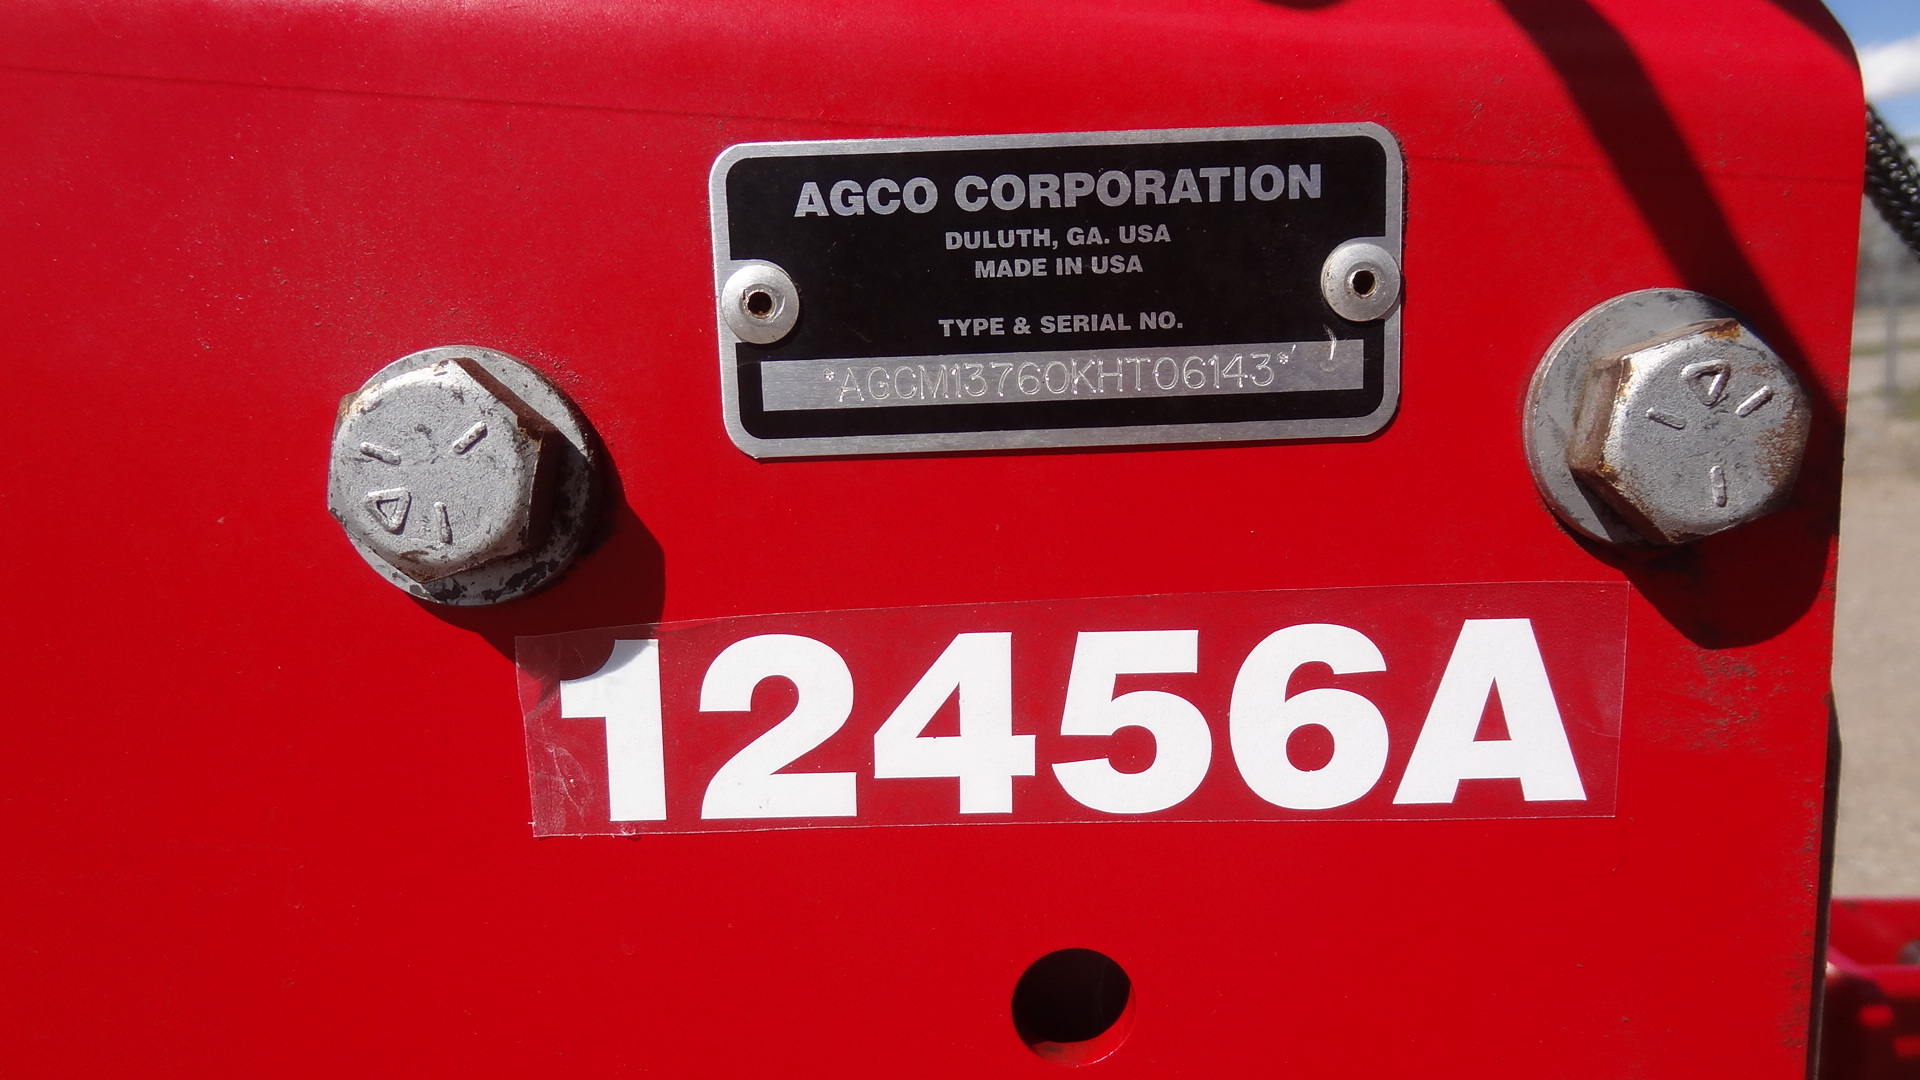 AGCO CORPORATION
DULUTH, GA. USA
MADE IN USA
TYPE & SERIAL NO.
*AGCM13760KHT06143*
12456A